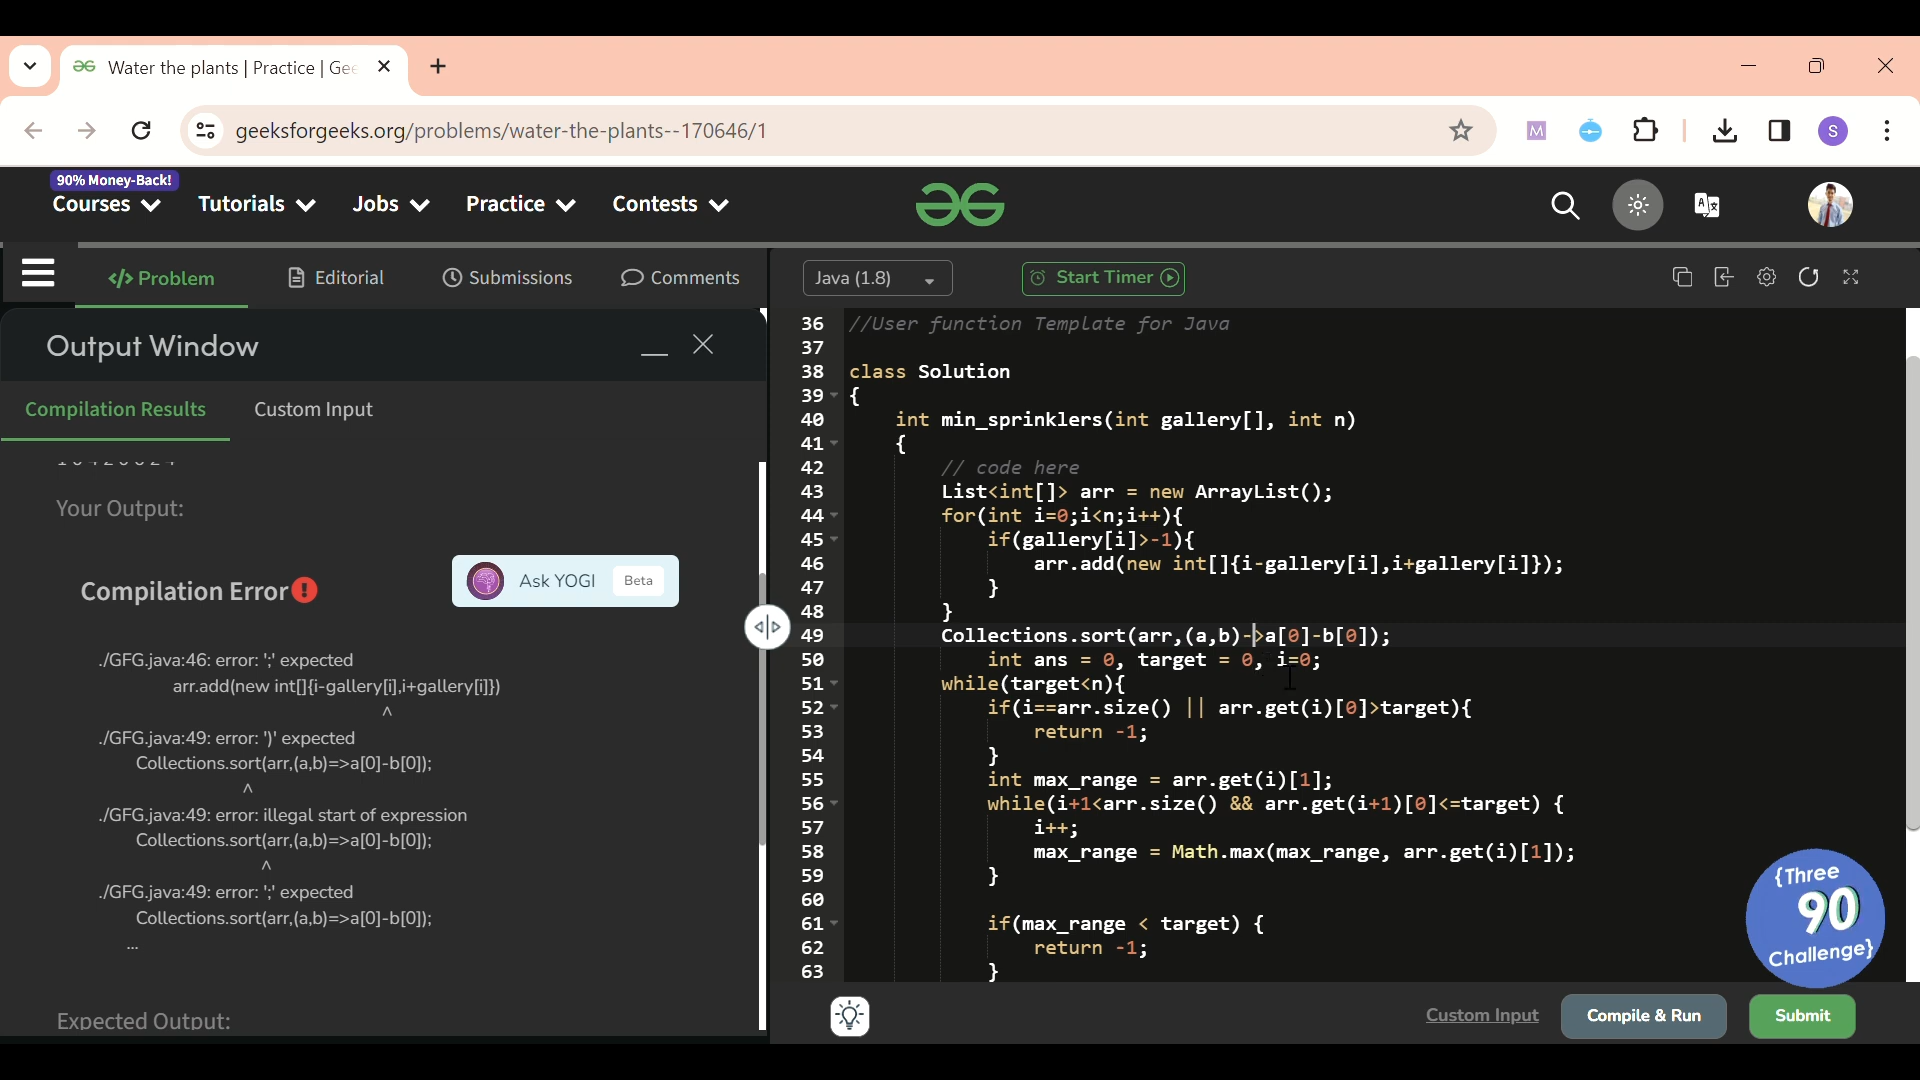 Water the plants | Practice | Gee
geeksforgeeks.org/problems/water-the-plants--170646/1
M
S
90% Money-Back!
Courses
Tutorials
Jobs
Practice
Contests
</> Problem
Editorial
Submissions
Comments
Java (1.8)
Start Timer
Output Window
Compilation Results
Custom Input
Your Output:
Compilation Error
Ask YOGI Beta
./GFG.java:46: error: ';' expected
arr.add(new int[]{i-gallery[i],i+gallery[i]})
^
./GFG.java:49: error: ')' expected
Collections.sort(arr,(a,b)=>a[0]-b[0]);
^
./GFG.java:49: error: illegal start of expression
Collections.sort(arr,(a,b)=>a[0]-b[0]);
^
./GFG.java:49: error: ';' expected
Collections.sort(arr,(a,b)=>a[0]-b[0]);
...
Expected Output:
36 //User function Template for Java
37
38 class Solution
39 {
40 int min_sprinklers(int gallery[], int n)
41 {
42 // code here
43 List<int[]> arr = new ArrayList();
44 for(int i=0;i<n;i++){
45 if(gallery[i]>-1){
46 arr.add(new int[]{i-gallery[i],i+gallery[i]});
47 }
48 }
49 Collections.sort(arr,(a,b)->a[0]-b[0]);
50 int ans = 0, target = 0, i=0;
51 while(target<n){
52 if(i==arr.size() || arr.get(i)[0]>target){
53 return -1;
54 }
55 int max_range = arr.get(i)[1];
56 while(i+1<arr.size() && arr.get(i+1)[0]<=target) {
57 i++;
58 max_range = Math.max(max_range, arr.get(i)[1]);
59 }
60
61 if(max_range < target) {
62 return -1;
63 }
{Three
90
Challenge}
Custom Input
Compile & Run
Submit